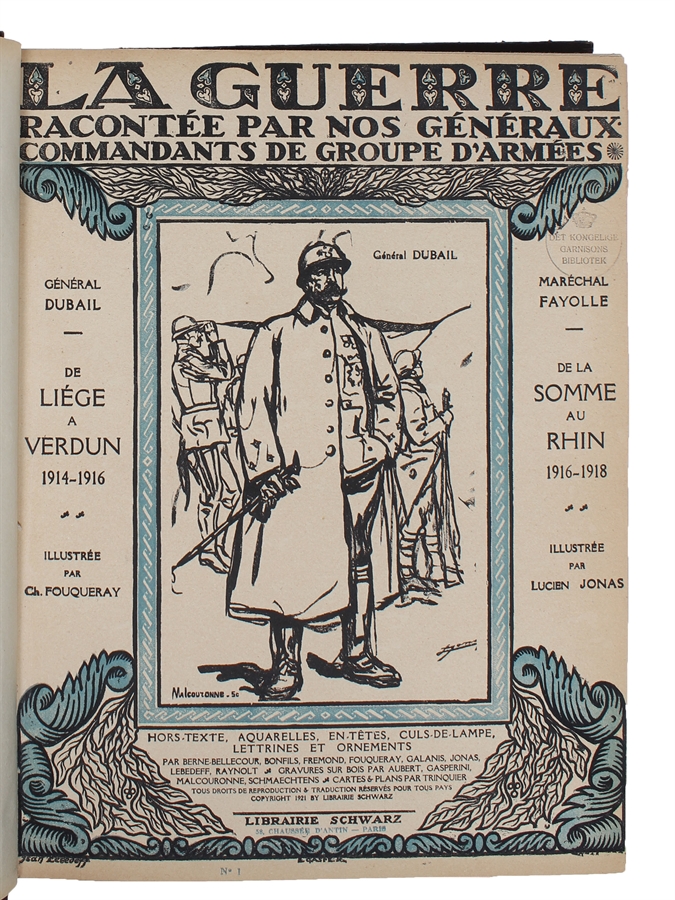 LA GUERRE
RACONTÉE PAR NOS GÉNÉRAUX
COMMANDANTS DE GROUPE D'ARMÉES
DET KONGELIGE
GARNISONS
BIBLIOTEK
GÉNÉRAL
DUBAIL
DE
LIÉGE
A
VERDUN
1914-1916
ILLUSTRÉE
PAR
Ch. FOUQUERAY
Général DUBAIL
Malcouronne - Sc
MARÉCHAL
FAYOLLE
DE LA
SOMME
AU
RHIN
1916-1918
ILLUSTRÉE
PAR
LUCIEN JONAS
HORS-TEXTE, AQUARELLES, EN-TÊTES, CULS-DE-LAMPE,
LETTRINES ET ORNEMENTS
PAR BERNE-BELLECOUR, BONFILS, FREMOND, FOUQUERAY, GALANIS, JONAS,
LEBEDEFF, RAYNOLT GRAVURES SUR BOIS PAR AUBERT, GASPERINI,
MALCOURONNE, SCHMAECHTENS CARTES & PLANS PAR TRINQUIER
TOUS DROITS DE REPRODUCTION & TRADUCTION RÉSERVÉS POUR TOUS PAYS
COPYRIGHT 1921 BY LIBRAIRIE SCHWARZ
LIBRAIRIE SCHWARZ
58, CHAUSSÉE D'ANTIN — PARIS
Jean Lebedeff
N° 1